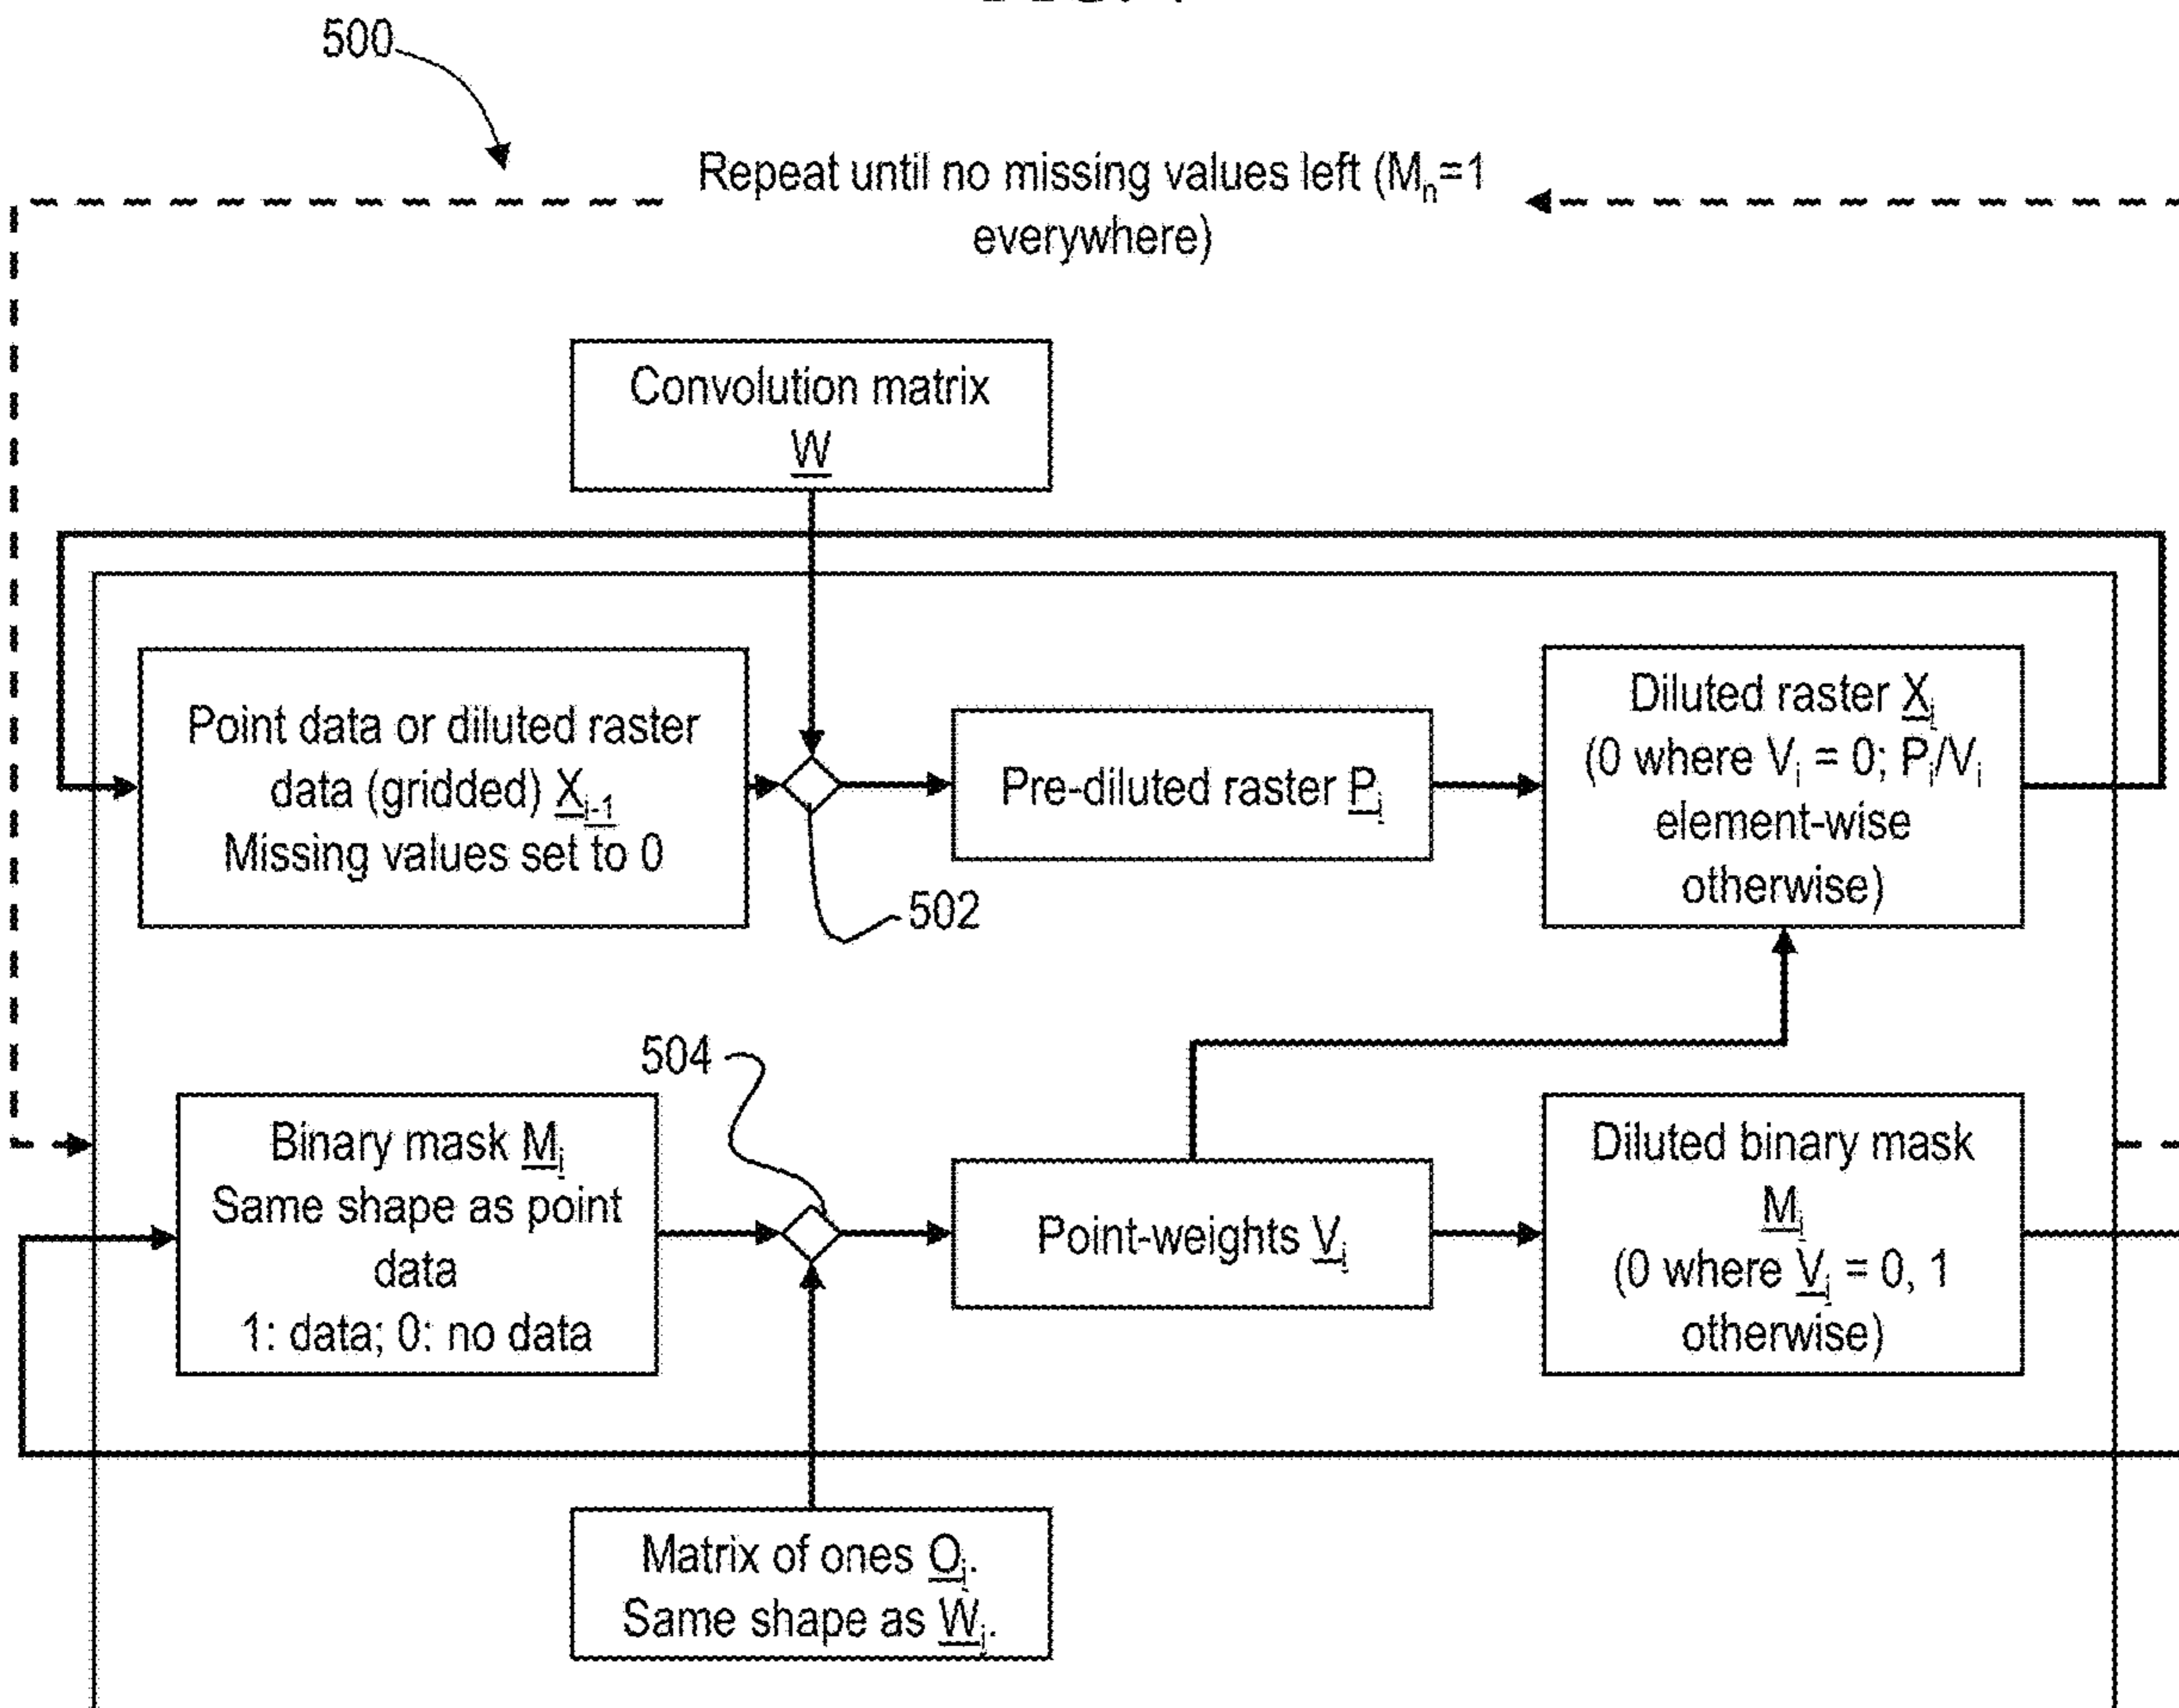 500
Repeat until no missing values left (Mn=1
everywhere)
Convolution matrix
W
Point data or diluted raster
data (gridded) Xi-1
Missing values set to 0
Pre-diluted raster Pi
Diluted raster Xi
(0 where Vi = 0; Pi/Vi
element-wise
otherwise)
502
504
Binary mask Mi
Same shape as point
data
1: data; 0: no data
Point-weights Vi
Diluted binary mask
Mi
(0 where Vi = 0, 1
otherwise)
Matrix of ones Oi.
Same shape as Wi.